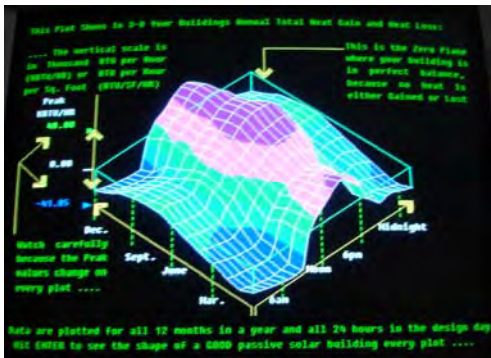 This Plot Shows in 3-D Your Buildings Annual Total Heat Gain and Heat Loss:
.... The vertical scale is
in Thousand BTU per Hour
(KBTU/HR) or BTU per Hour
per Sq. Foot (BTU/SF/HR)
This is the Zero Plane
where your building is
in perfect balance,
because no heat is
either Gained or Lost
Peak
KBTU/HR
40.00
0.00
-41.05
Dec.
Sept.
June
Mar.
6am
Noon
6pm
Midnight
Watch carefully
because the Peak
values change on
every plot ....
Data are plotted for all 12 months in a year and all 24 hours in the design day
Hit ENTER to see the shape of a GOOD passive solar building every plot ....